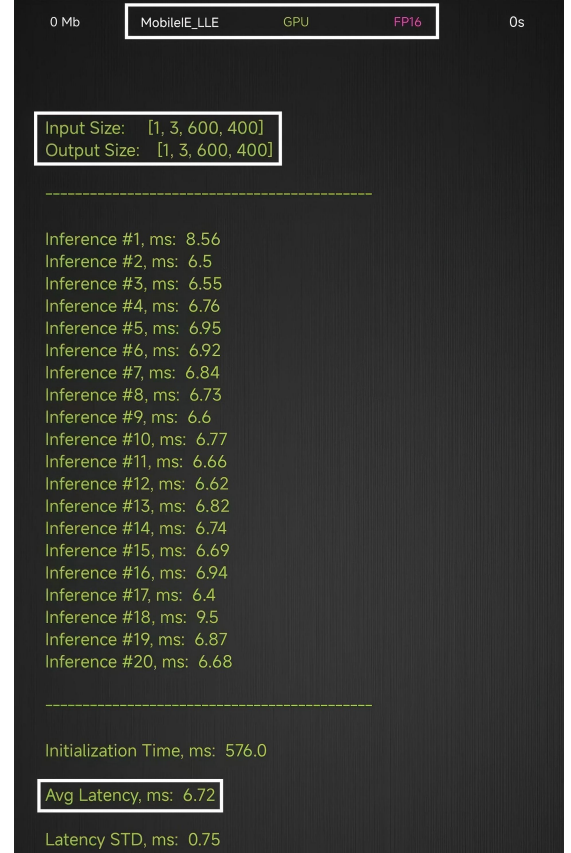 0 Mb MobileIE_LLE GPU FP16 0s
Input Size: [1, 3, 600, 400]
Output Size: [1, 3, 600, 400]
Inference #1, ms: 8.56
Inference #2, ms: 6.5
Inference #3, ms: 6.55
Inference #4, ms: 6.76
Inference #5, ms: 6.95
Inference #6, ms: 6.92
Inference #7, ms: 6.84
Inference #8, ms: 6.73
Inference #9, ms: 6.6
Inference #10, ms: 6.77
Inference #11, ms: 6.66
Inference #12, ms: 6.62
Inference #13, ms: 6.82
Inference #14, ms: 6.74
Inference #15, ms: 6.69
Inference #16, ms: 6.94
Inference #17, ms: 6.4
Inference #18, ms: 9.5
Inference #19, ms: 6.87
Inference #20, ms: 6.68
Initialization Time, ms: 576.0
Avg Latency, ms: 6.72
Latency STD, ms: 0.75